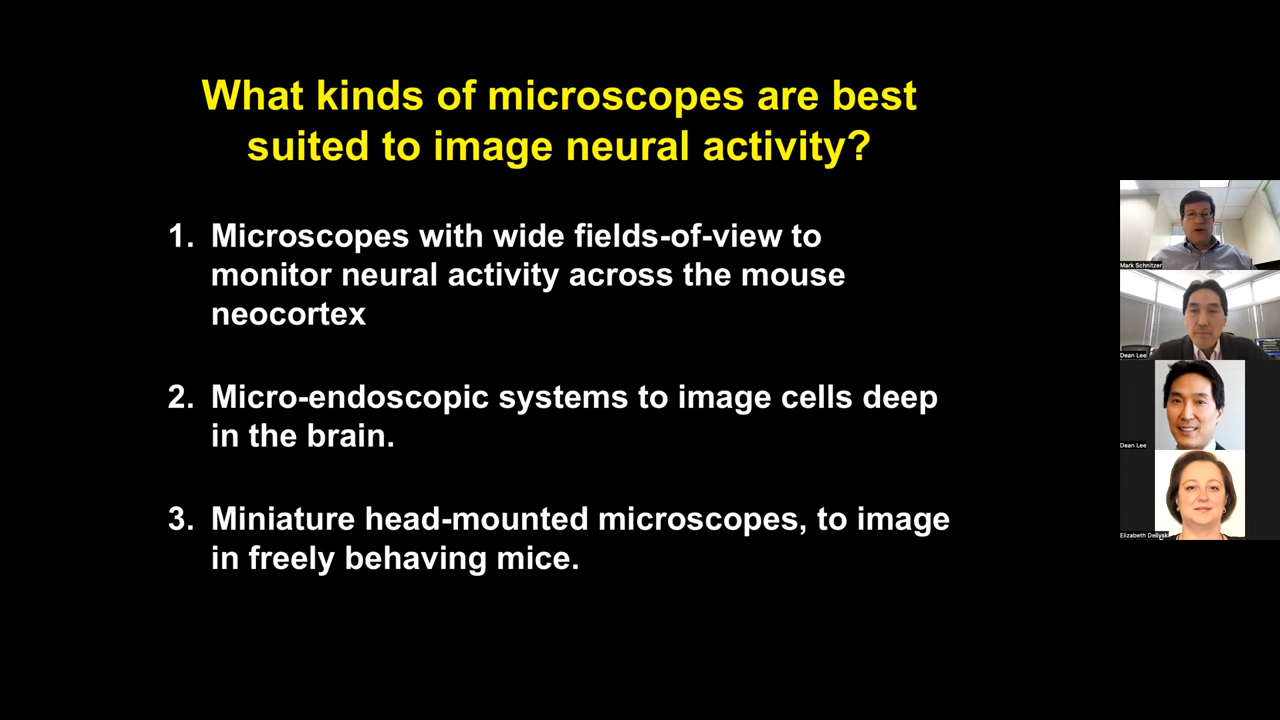 What kinds of microscopes are best
suited to image neural activity?
1. Microscopes with wide fields-of-view to
monitor neural activity across the mouse
neocortex
2. Micro-endoscopic systems to image cells deep
in the brain.
3. Miniature head-mounted microscopes, to image
in freely behaving mice.
Mark Schnitzer
Dean Lee
Dean Lee
Elizabeth